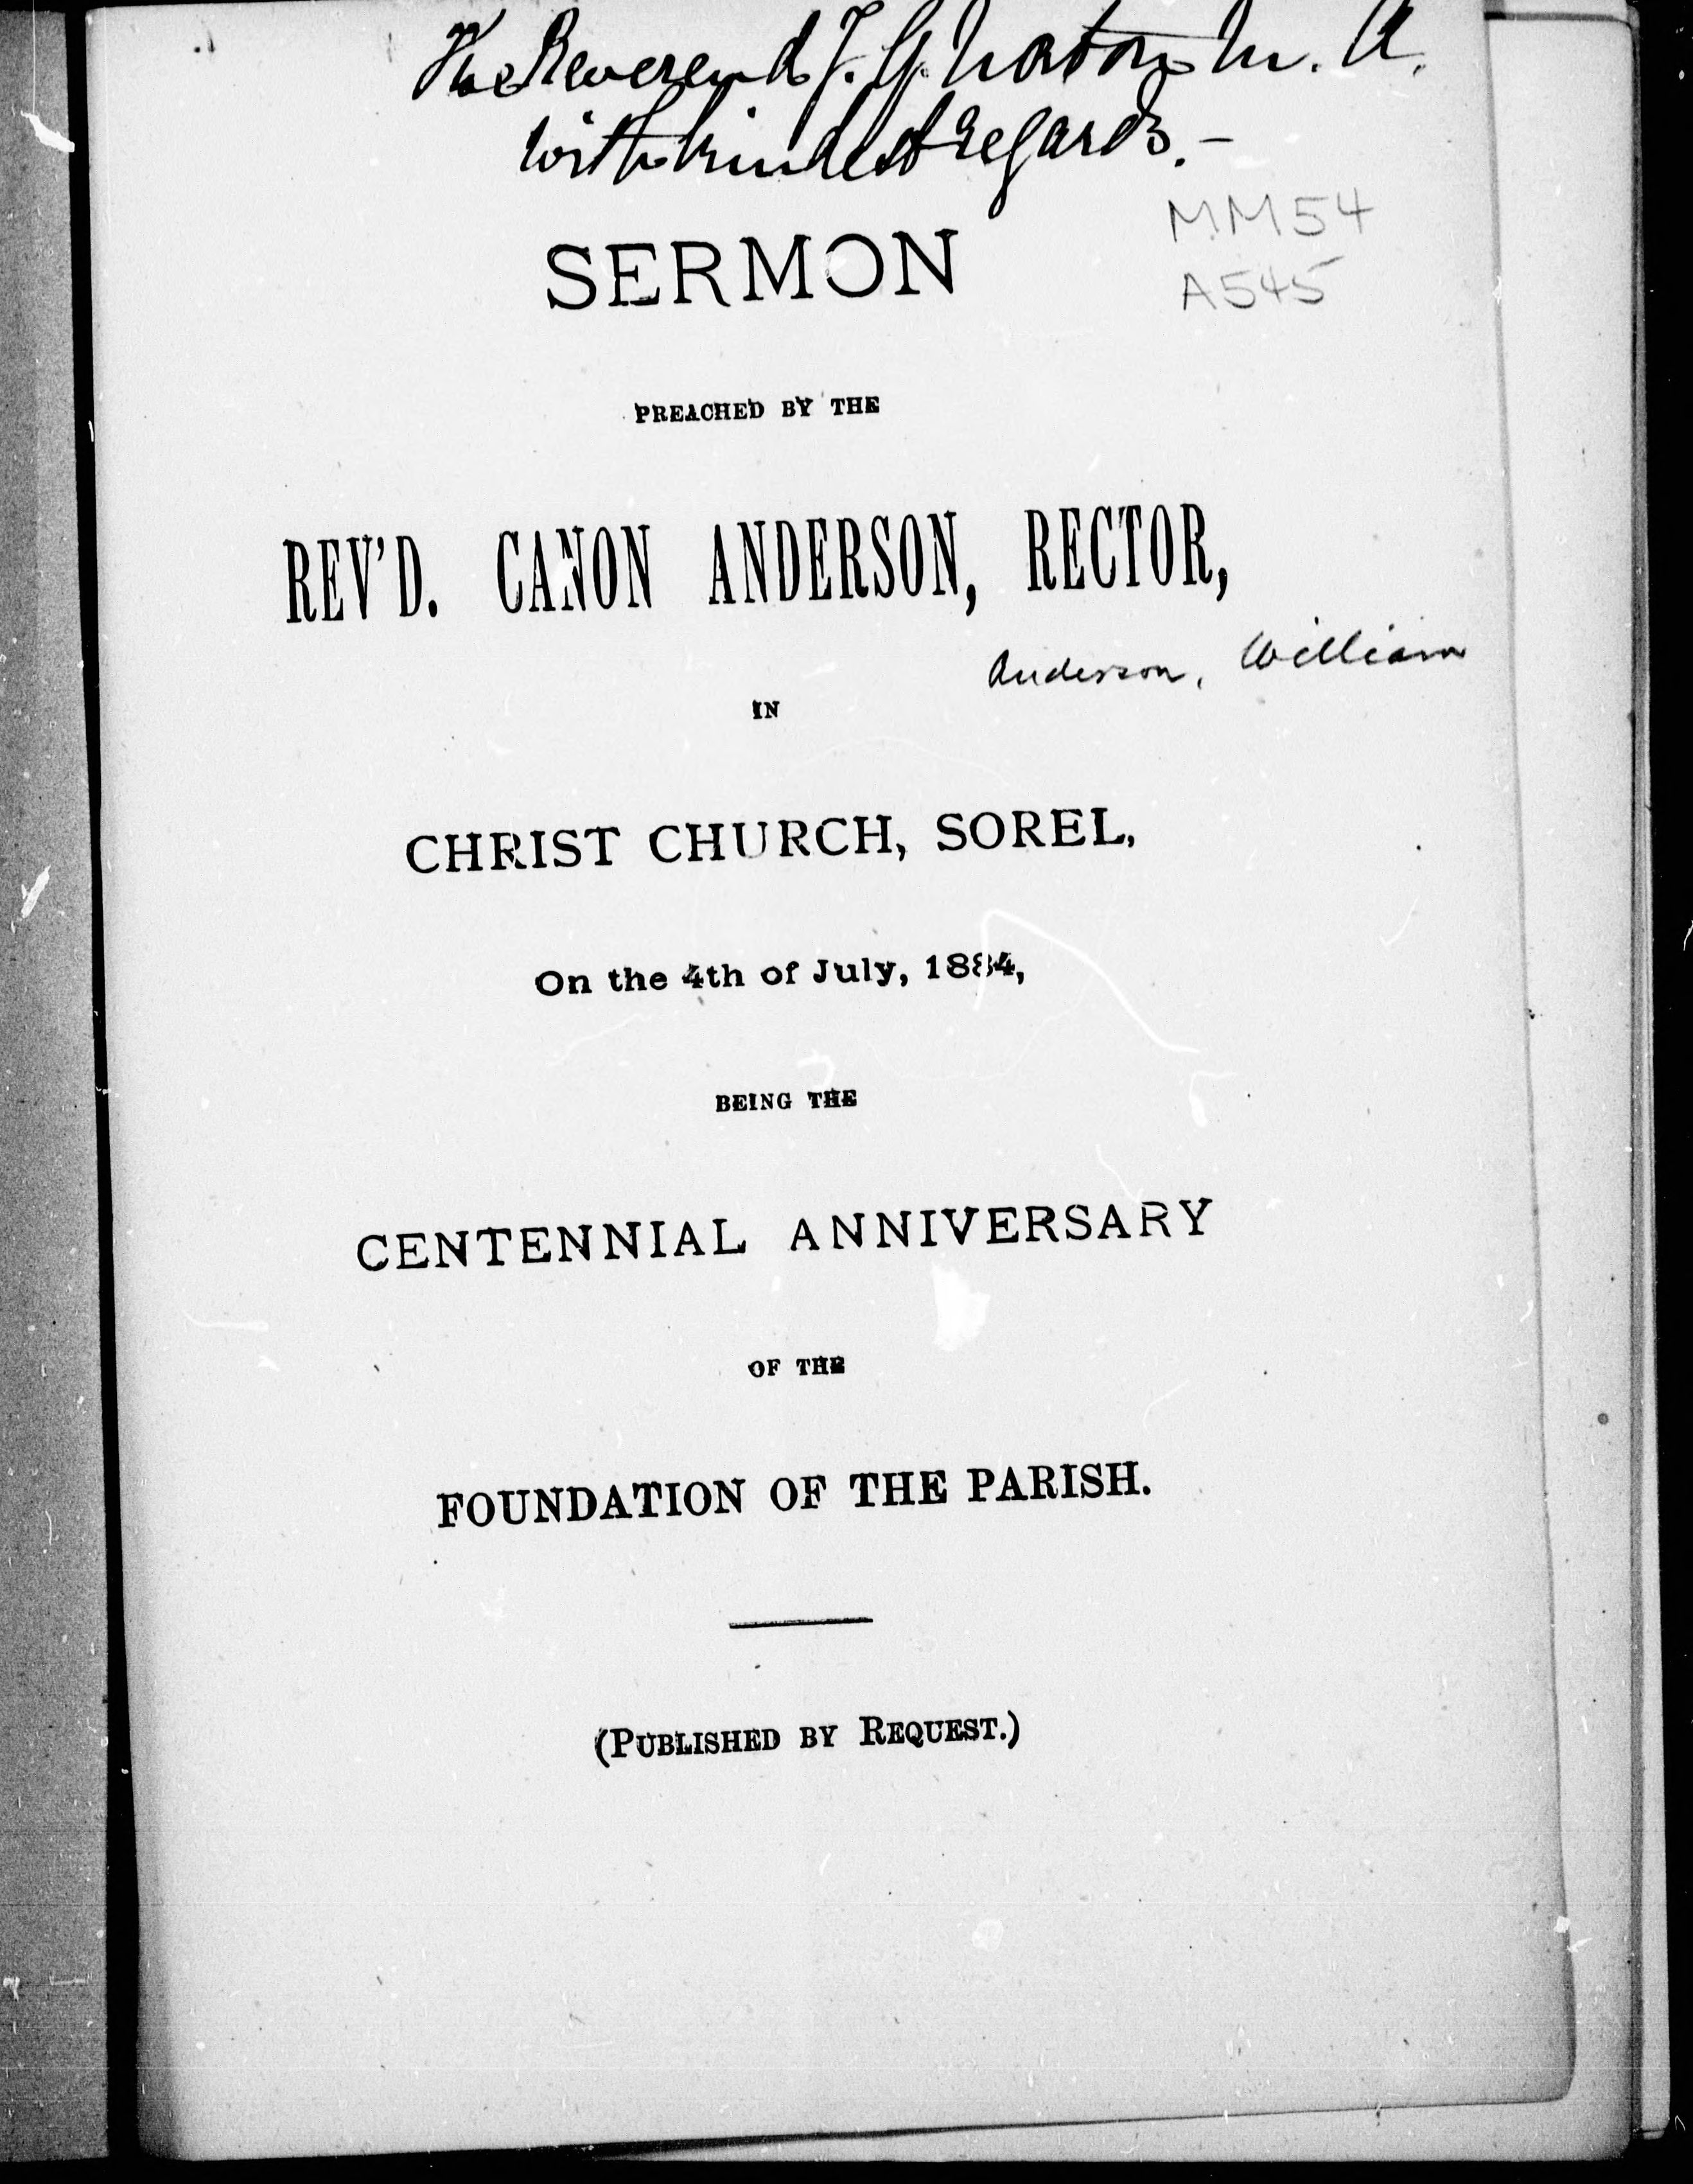 The Reverend J. G. Norton M. A.
with kindest regards. –
MM54
SERMON
A545
PREACHED BY THE
REV'D. CANON ANDERSON, RECTOR,
Anderson, William
IN
CHRIST CHURCH, SOREL,
On the 4th of July, 1884,
BEING THE
CENTENNIAL ANNIVERSARY
OF THE
FOUNDATION OF THE PARISH.
(PUBLISHED BY REQUEST.)